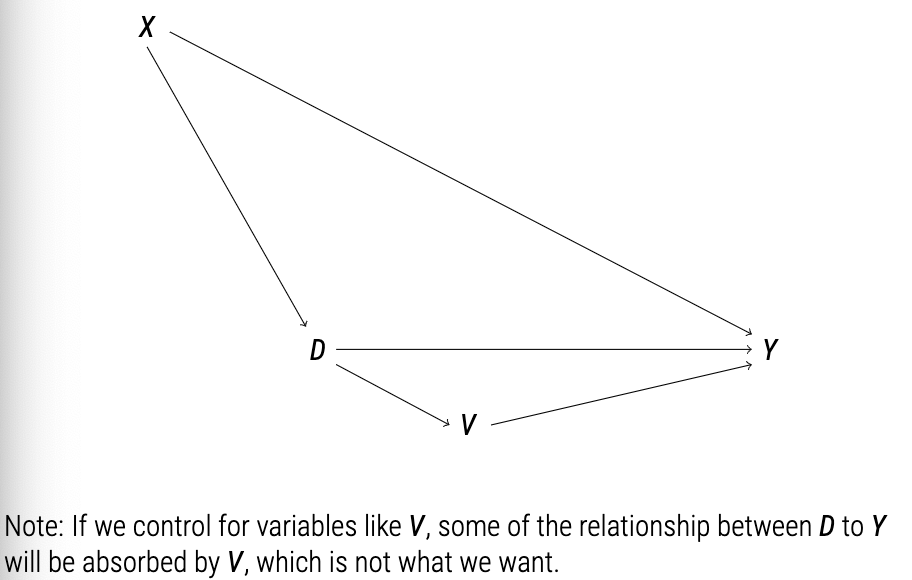 X
D
Y
V
Note: If we control for variables like V, some of the relationship between D to Y
will be absorbed by V, which is not what we want.